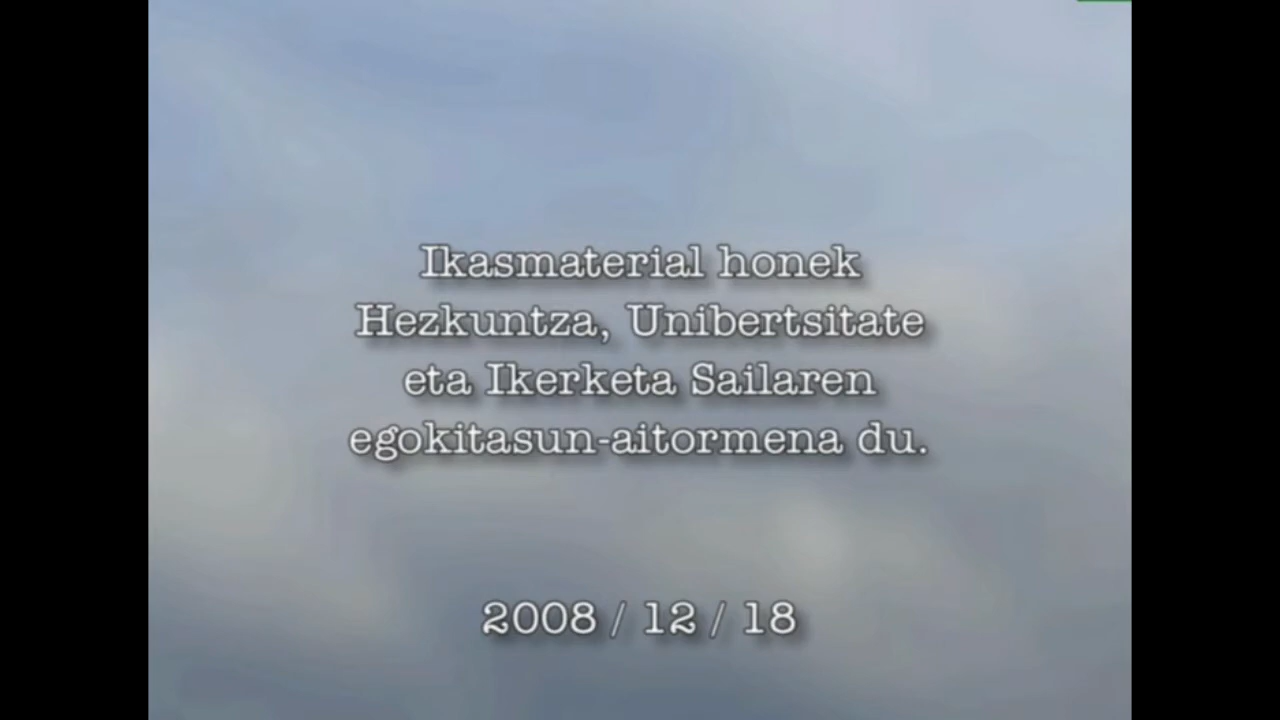 Ikasmaterial honek
Hezkuntza, Unibertsitate
eta Ikerketa Sailaren
egokitasun-aitormena du.
2008 / 12 / 18